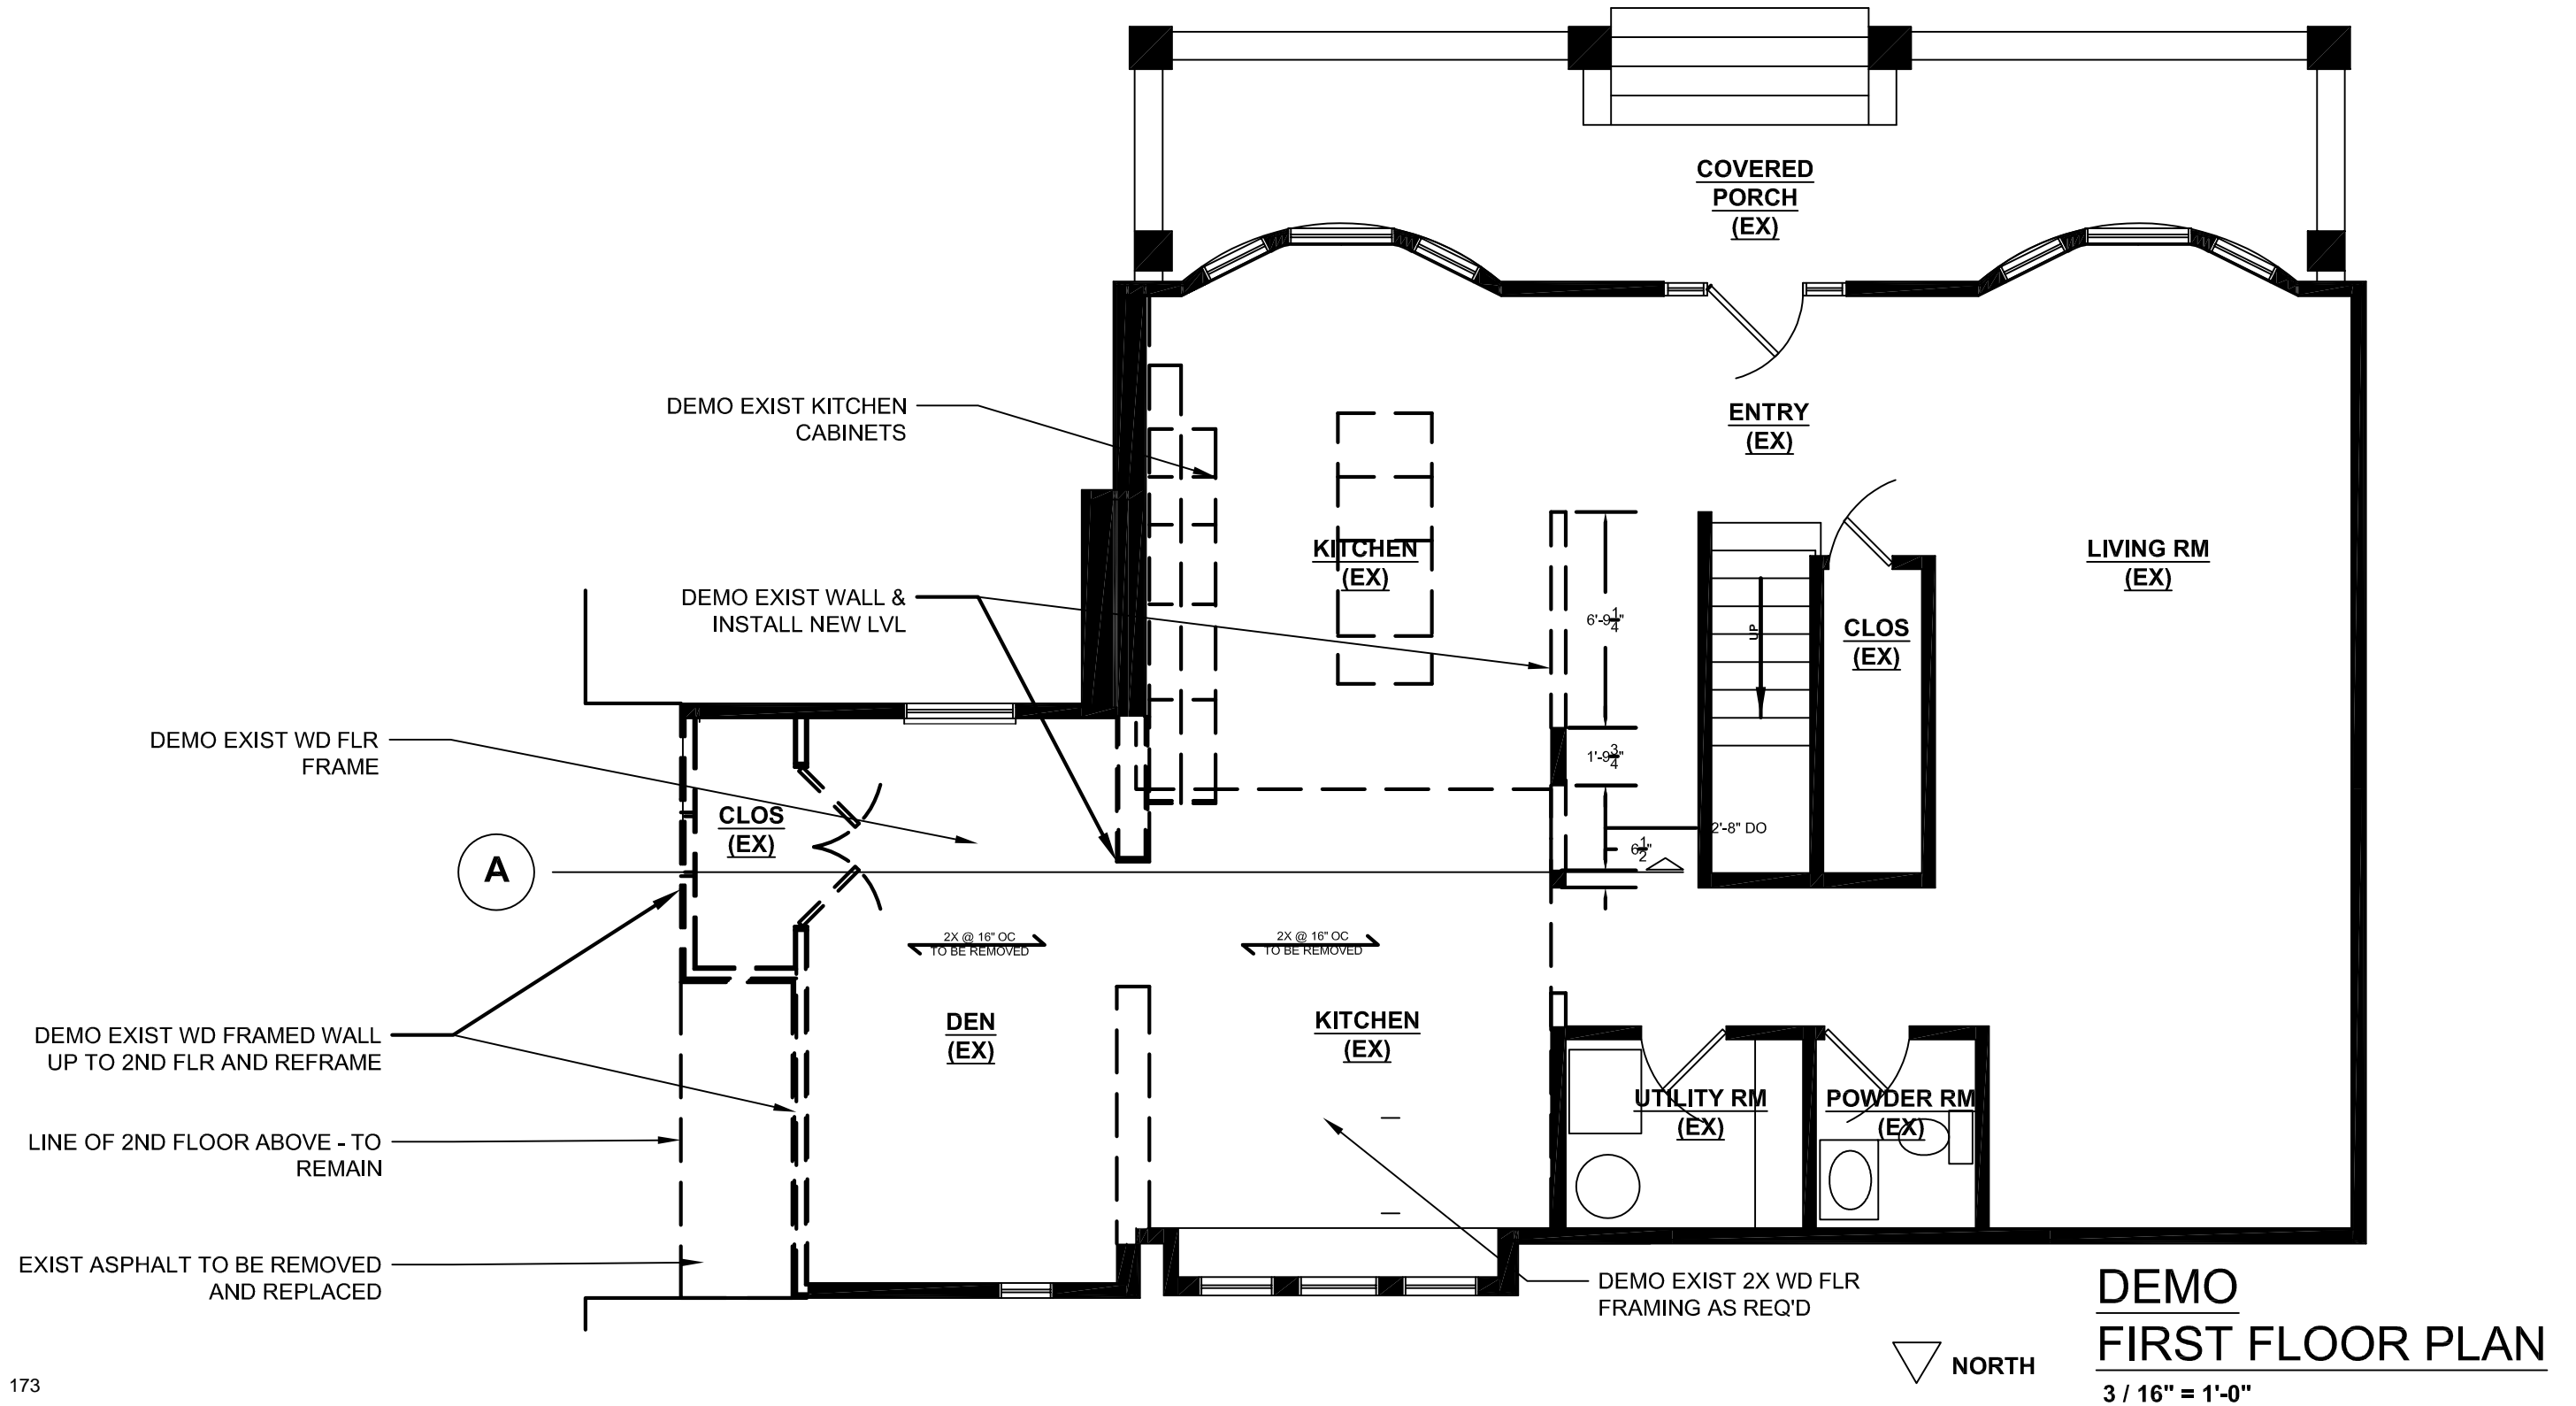 COVERED
PORCH
(EX)
DEMO EXIST KITCHEN
CABINETS
ENTRY
(EX)
KITCHEN
(EX)
LIVING RM
(EX)
DEMO EXIST WALL &
INSTALL NEW LVL
6'-9 1/4"
UP
CLOS
(EX)
DEMO EXIST WD FLR
FRAME
1'-9 3/4"
CLOS
(EX)
2'-8" DO
6 1/2"
A
2X @ 16" OC
TO BE REMOVED
2X @ 16" OC
TO BE REMOVED
DEN
(EX)
KITCHEN
(EX)
DEMO EXIST WD FRAMED WALL
UP TO 2ND FLR AND REFRAME
UTILITY RM
(EX)
POWDER RM
(EX)
LINE OF 2ND FLOOR ABOVE - TO
REMAIN
EXIST ASPHALT TO BE REMOVED
AND REPLACED
DEMO EXIST 2X WD FLR
FRAMING AS REQ'D
DEMO
FIRST FLOOR PLAN
3 / 16" = 1'-0"
NORTH
173